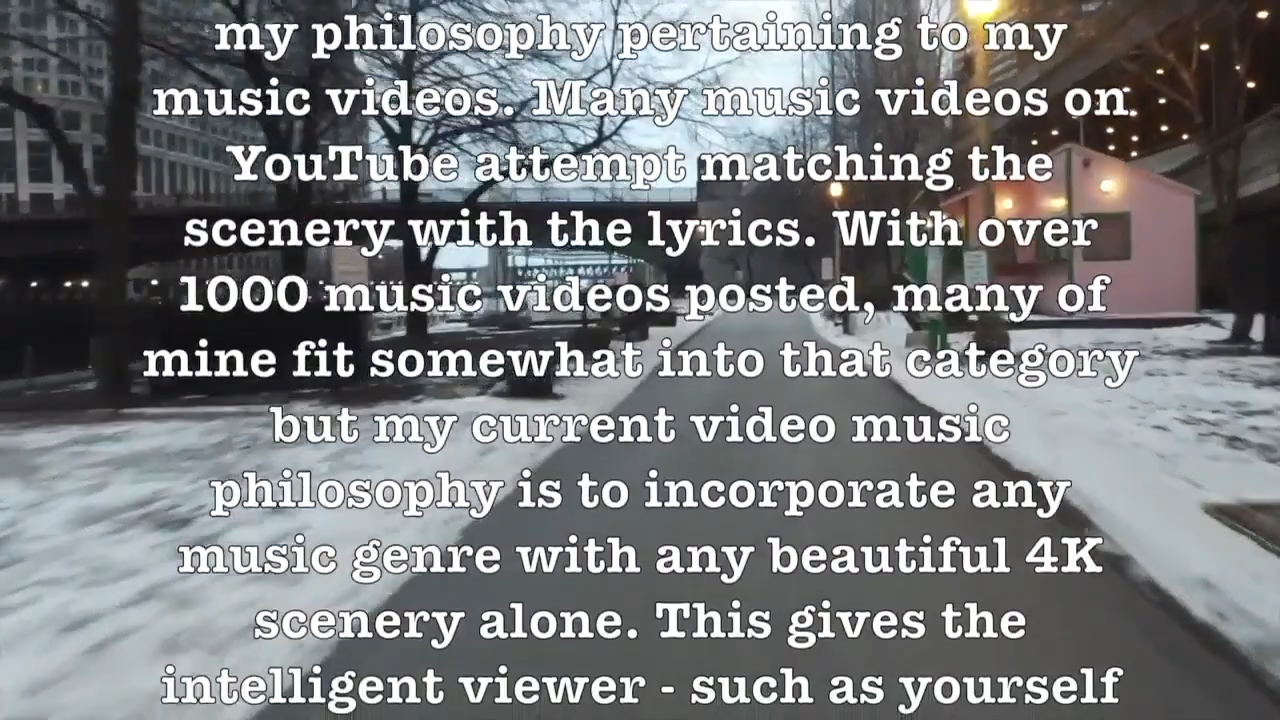 my philosophy pertaining to my
music videos. Many music videos on
YouTube attempt matching the
scenery with the lyrics. With over
1000 music videos posted, many of
mine fit somewhat into that category
but my current video music
philosophy is to incorporate any
music genre with any beautiful 4K
scenery alone. This gives the
intelligent viewer - such as yourself